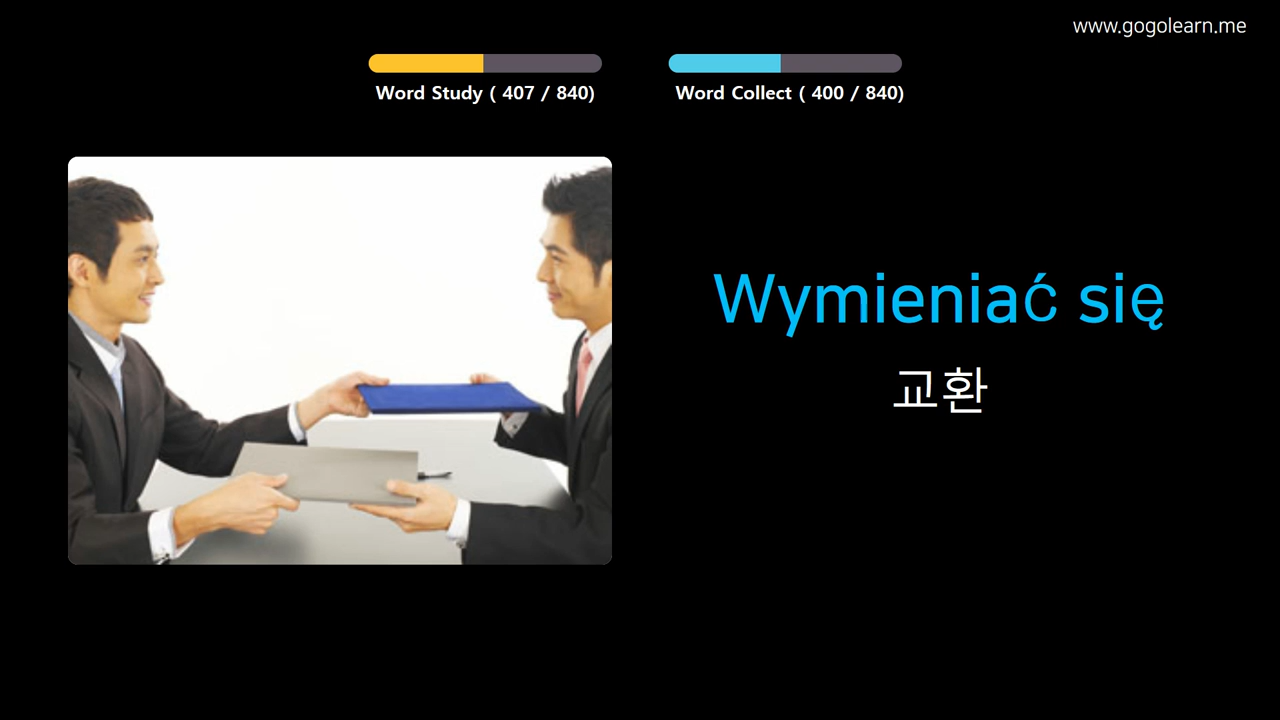 www.gogolearn.me
Word Study ( 407 / 840)
Word Collect ( 400 / 840)
Wymieniać się
교환